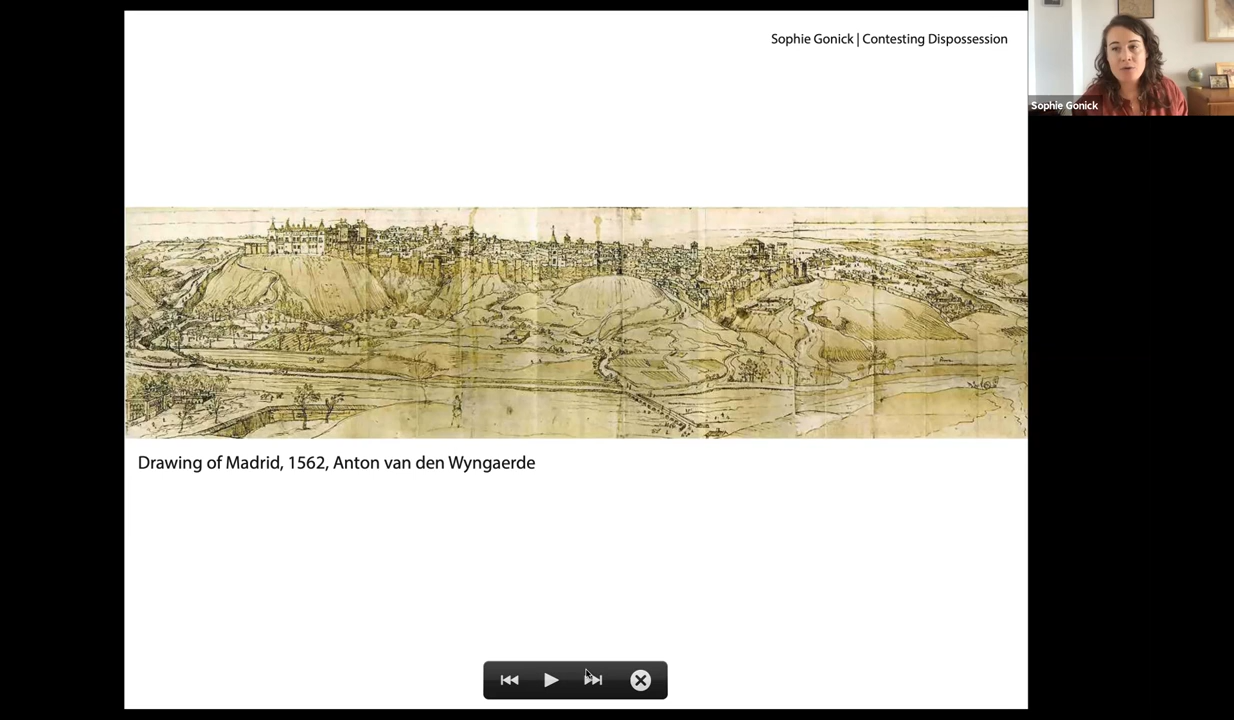 Sophie Gonick | Contesting Dispossession
Sophie Gonick
Drawing of Madrid, 1562, Anton van den Wyngaerde